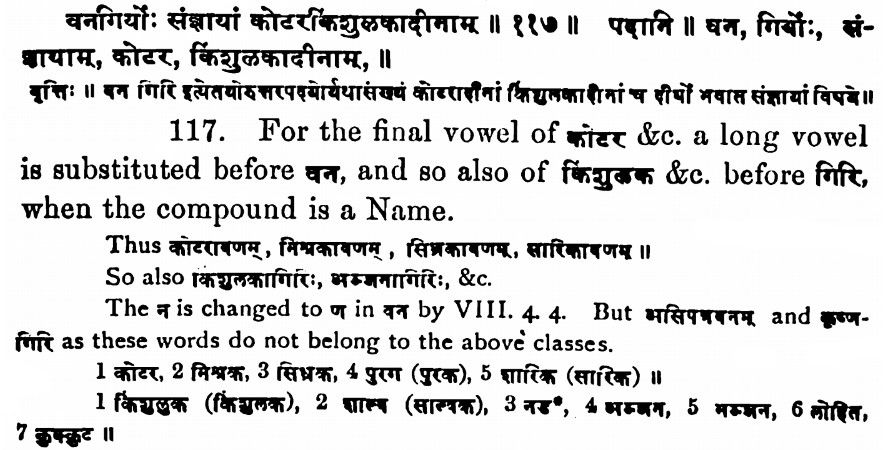 वनगिर्योः संज्ञायां कोटरकिंशुलकादीनाम् ॥ ११७ ॥ पदानि ॥ वन, गिर्योः, सं-
ज्ञायाम्, कोटर, किंशुलकादीनाम्, ॥
वृत्तिः ॥ वन गिरि इत्येतयोरुत्तरपदयोर्यथासंख्यं कोटरादीनां किंशुलकादीनां च दीर्घो भवति संज्ञायां विषये॥
117. For the final vowel of कोटर &c. a long vowel
is substituted before वन, and so also of किंशुलक &c. before गिरि,
when the compound is a Name.
Thus कोटरावणम्, मिश्रकावणम्, सिध्रकावणम्, सारिकावणम् ॥
So also किंशुलकागिरिः, अञ्जनागिरिः, &c.
The न is changed to ण in वन by VIII. 4. 4. But असिपत्रवनम् and कृष्ण-
गिरि as these words do not belong to the above classes.
1 कोटर, 2 मिश्रक, 3 सिध्रक, 4 पुरग (पुरक), 5 शारिक (सारिक) ॥
1 किंशुलुक (किंशुलक), 2 शाल्व (साल्वक), 3 नड*, 4 अञ्जन, 5 भञ्जन, 6 लोहित,
7 कुक्कुट ॥